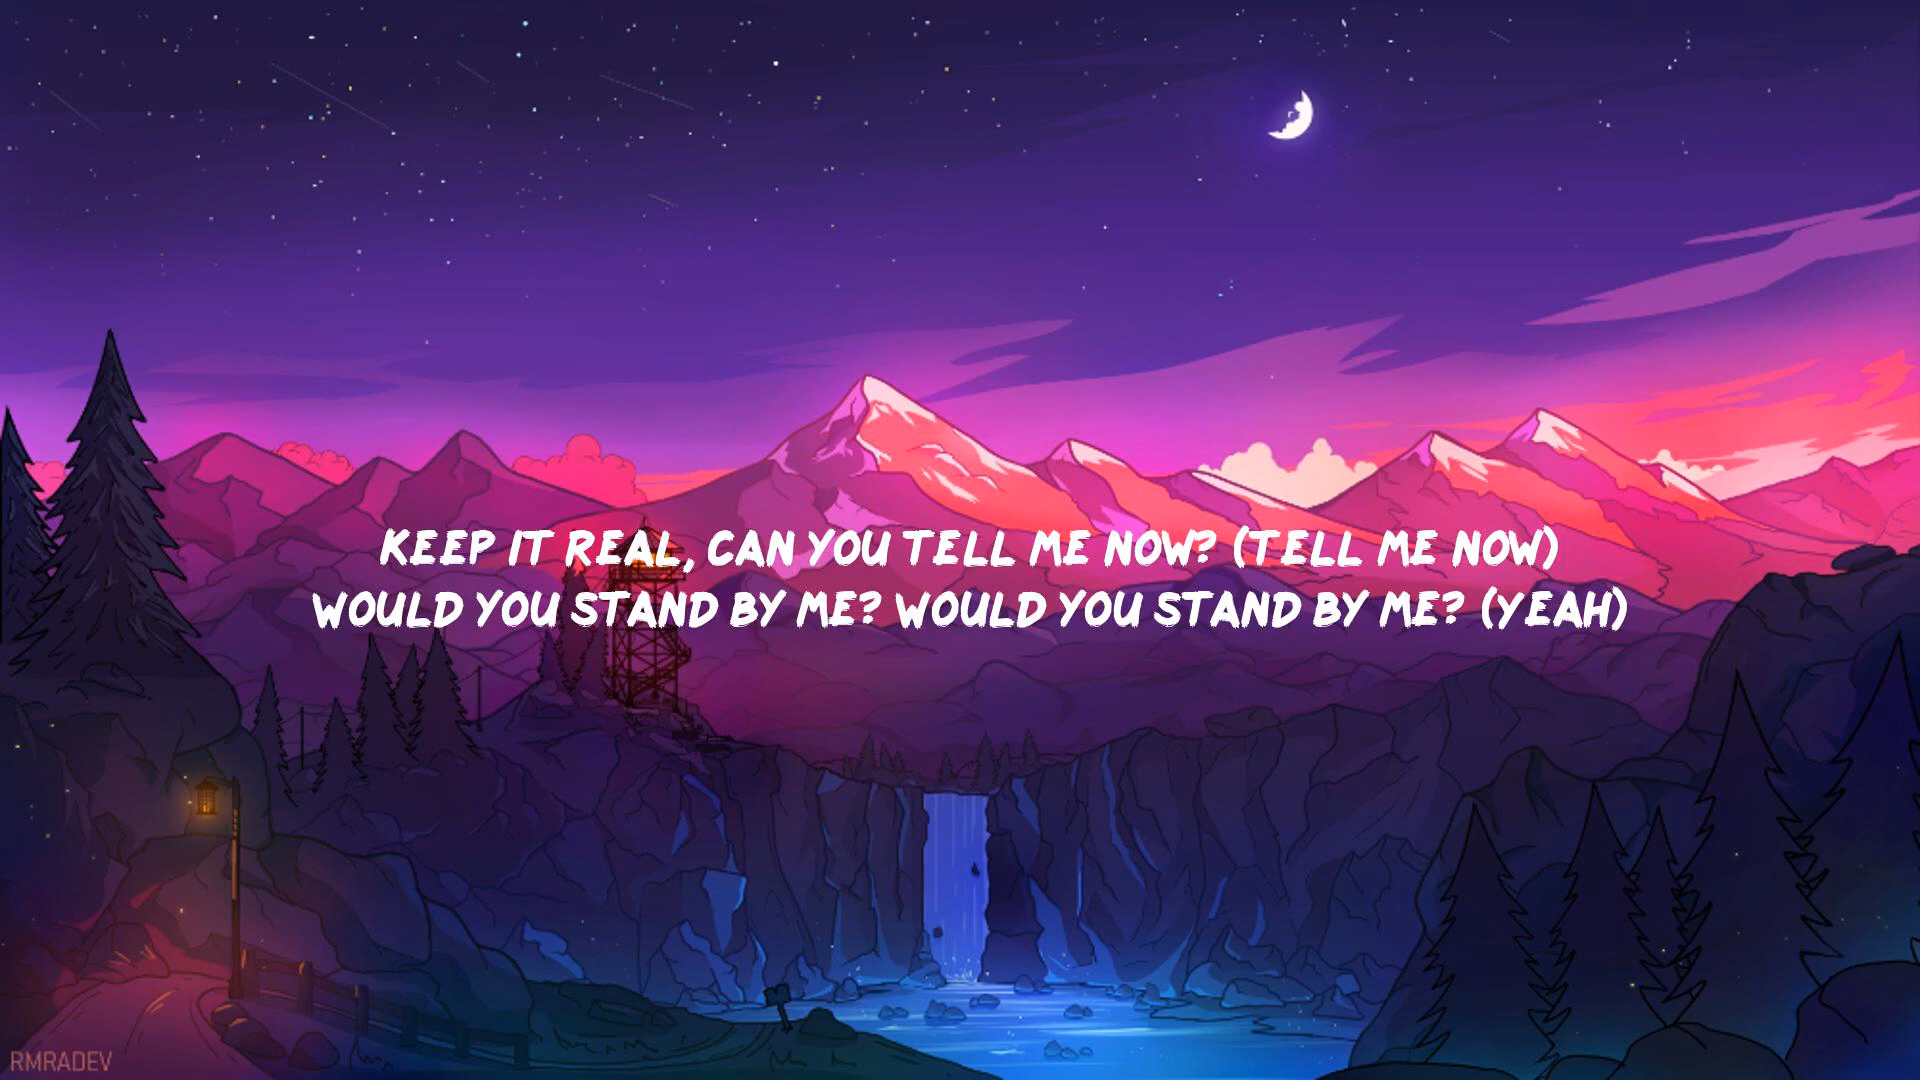 KEEP IT REAL, CAN YOU TELL ME NOW? (TELL ME NOW)
WOULD YOU STAND BY ME? WOULD YOU STAND BY ME? (YEAH)
RMRADEV